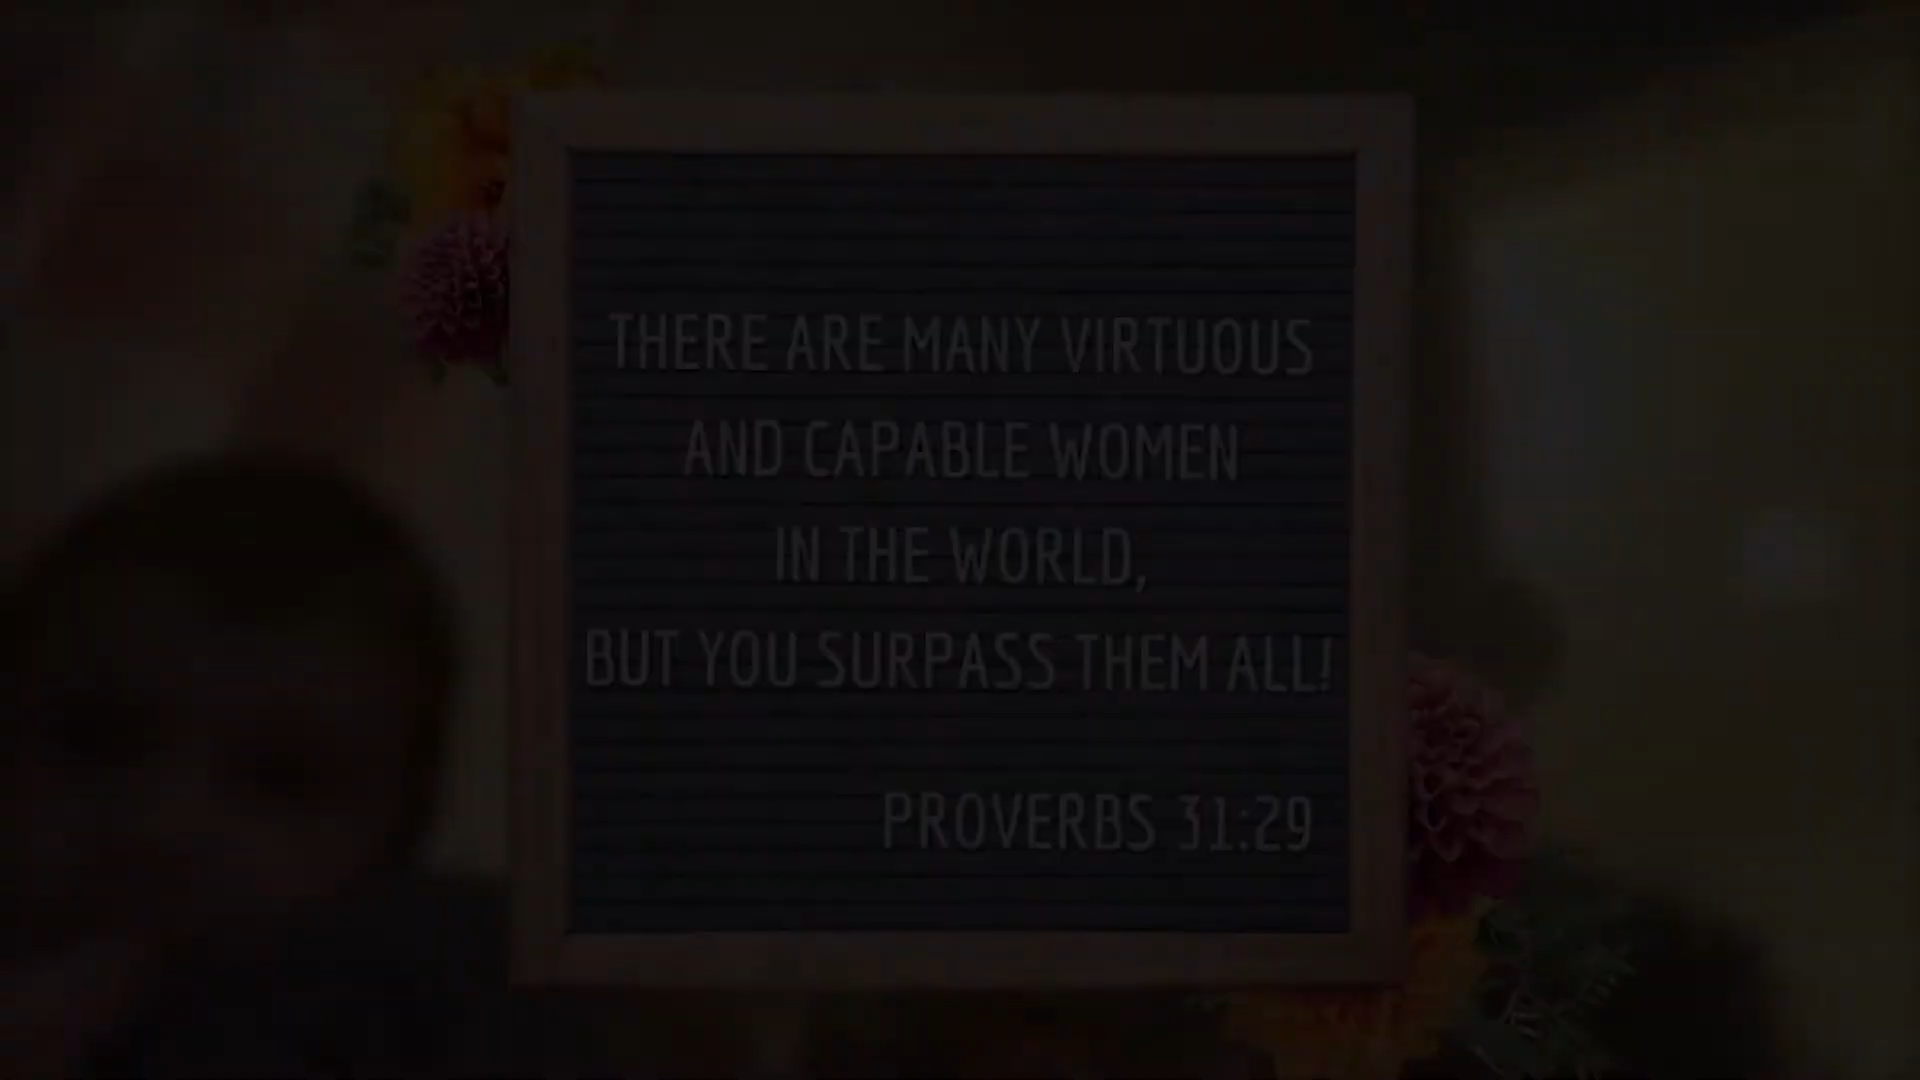 THERE ARE MANY VIRTUOUS
AND CAPABLE WOMEN
IN THE WORLD,
BUT YOU SURPASS THEM ALL!
PROVERBS 31:29